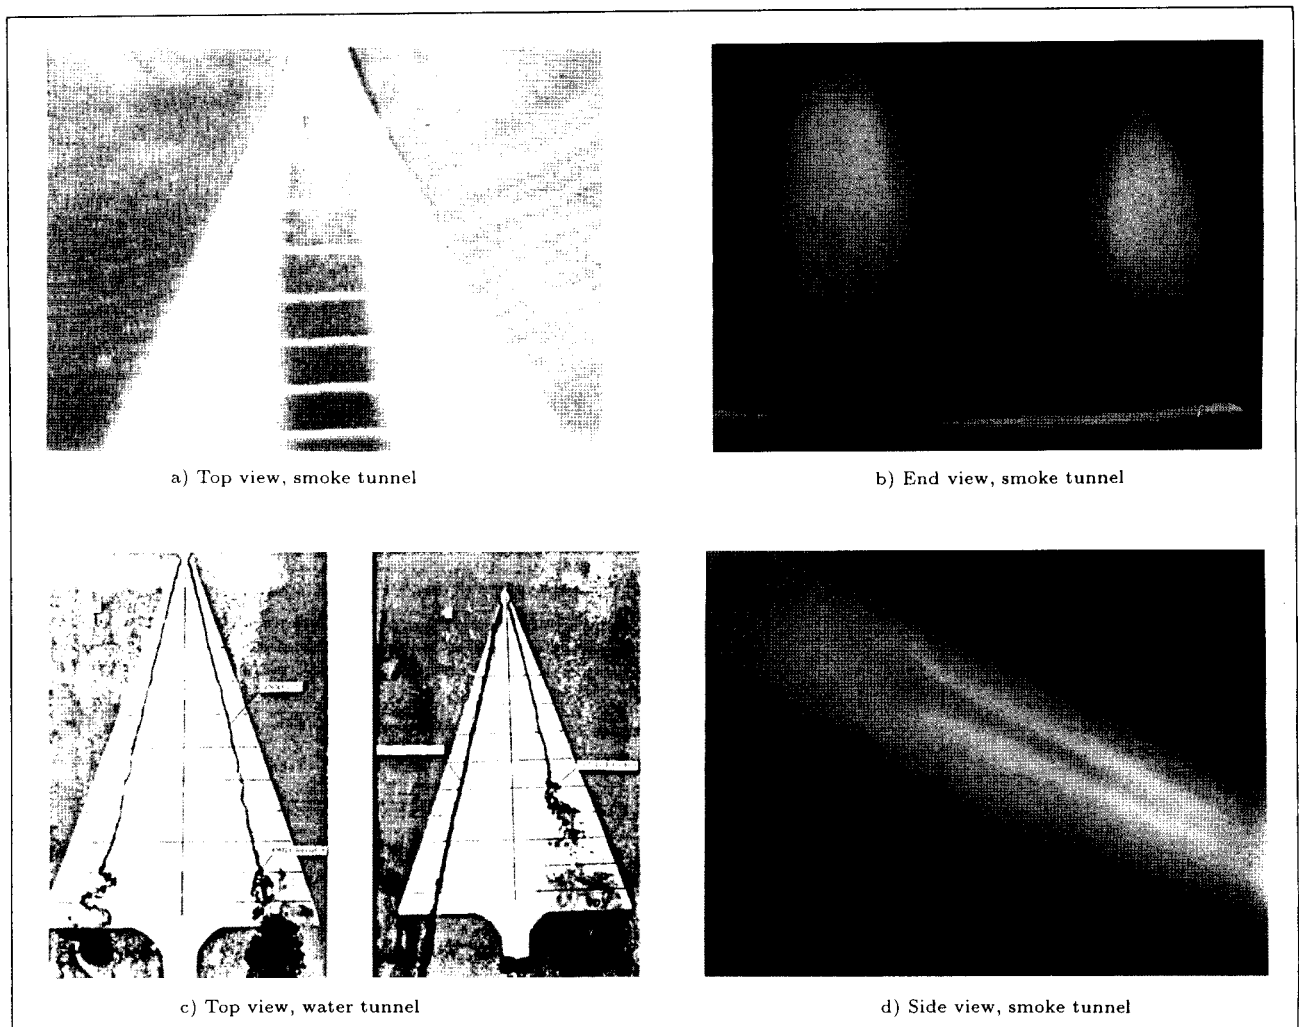 a) Top view, smoke tunnel
b) End view, smoke tunnel
c) Top view, water tunnel
d) Side view, smoke tunnel